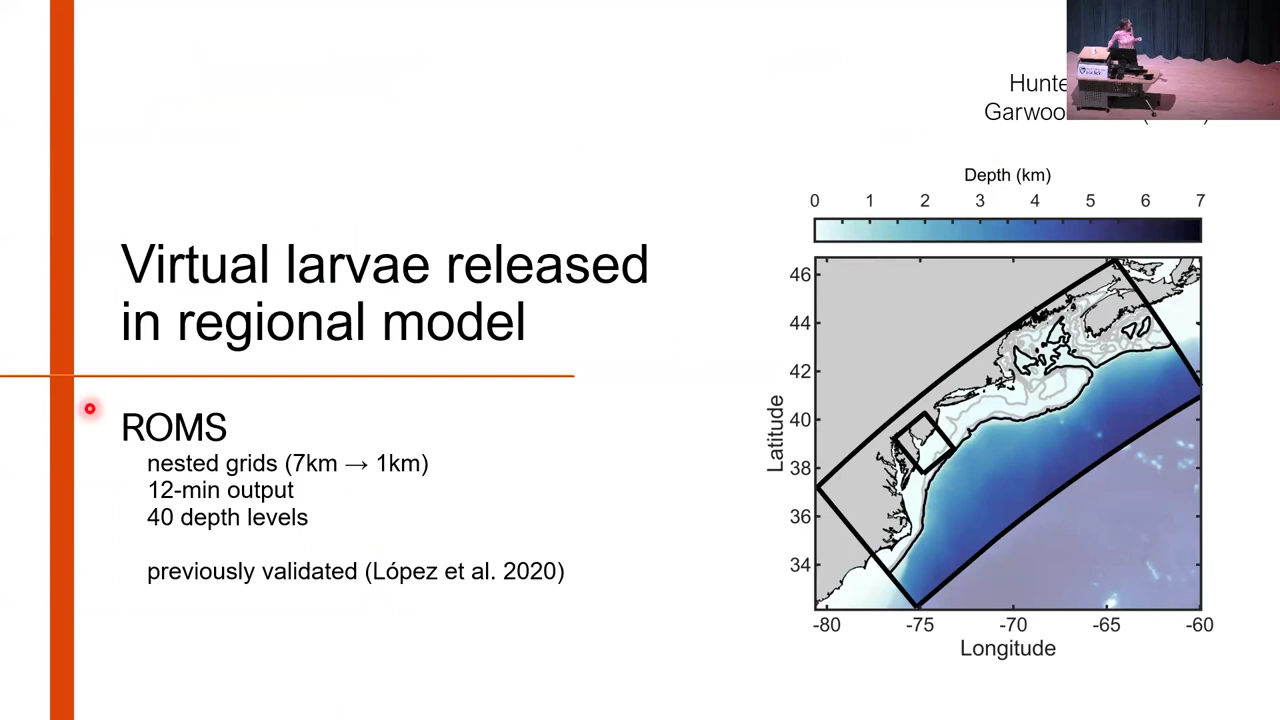 Virtual larvae released
in regional model
ROMS
nested grids (7km → 1km)
12-min output
40 depth levels
previously validated (López et al. 2020)
Depth (km)
0 1 2 3 4 5 6 7
Latitude
46
44
42
40
38
36
34
-80 -75 -70 -65 -60
Longitude